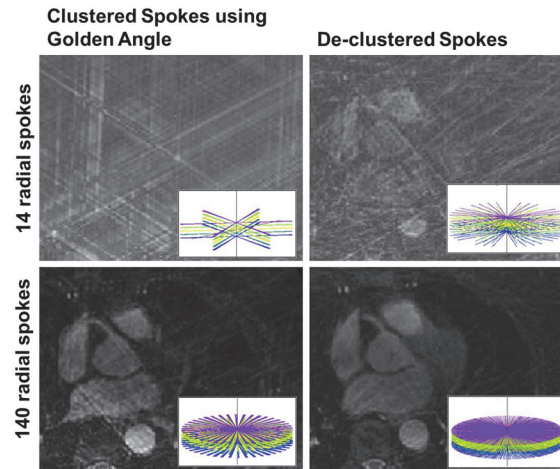 Clustered Spokes using
Golden Angle
De-clustered Spokes
14 radial spokes
140 radial spokes